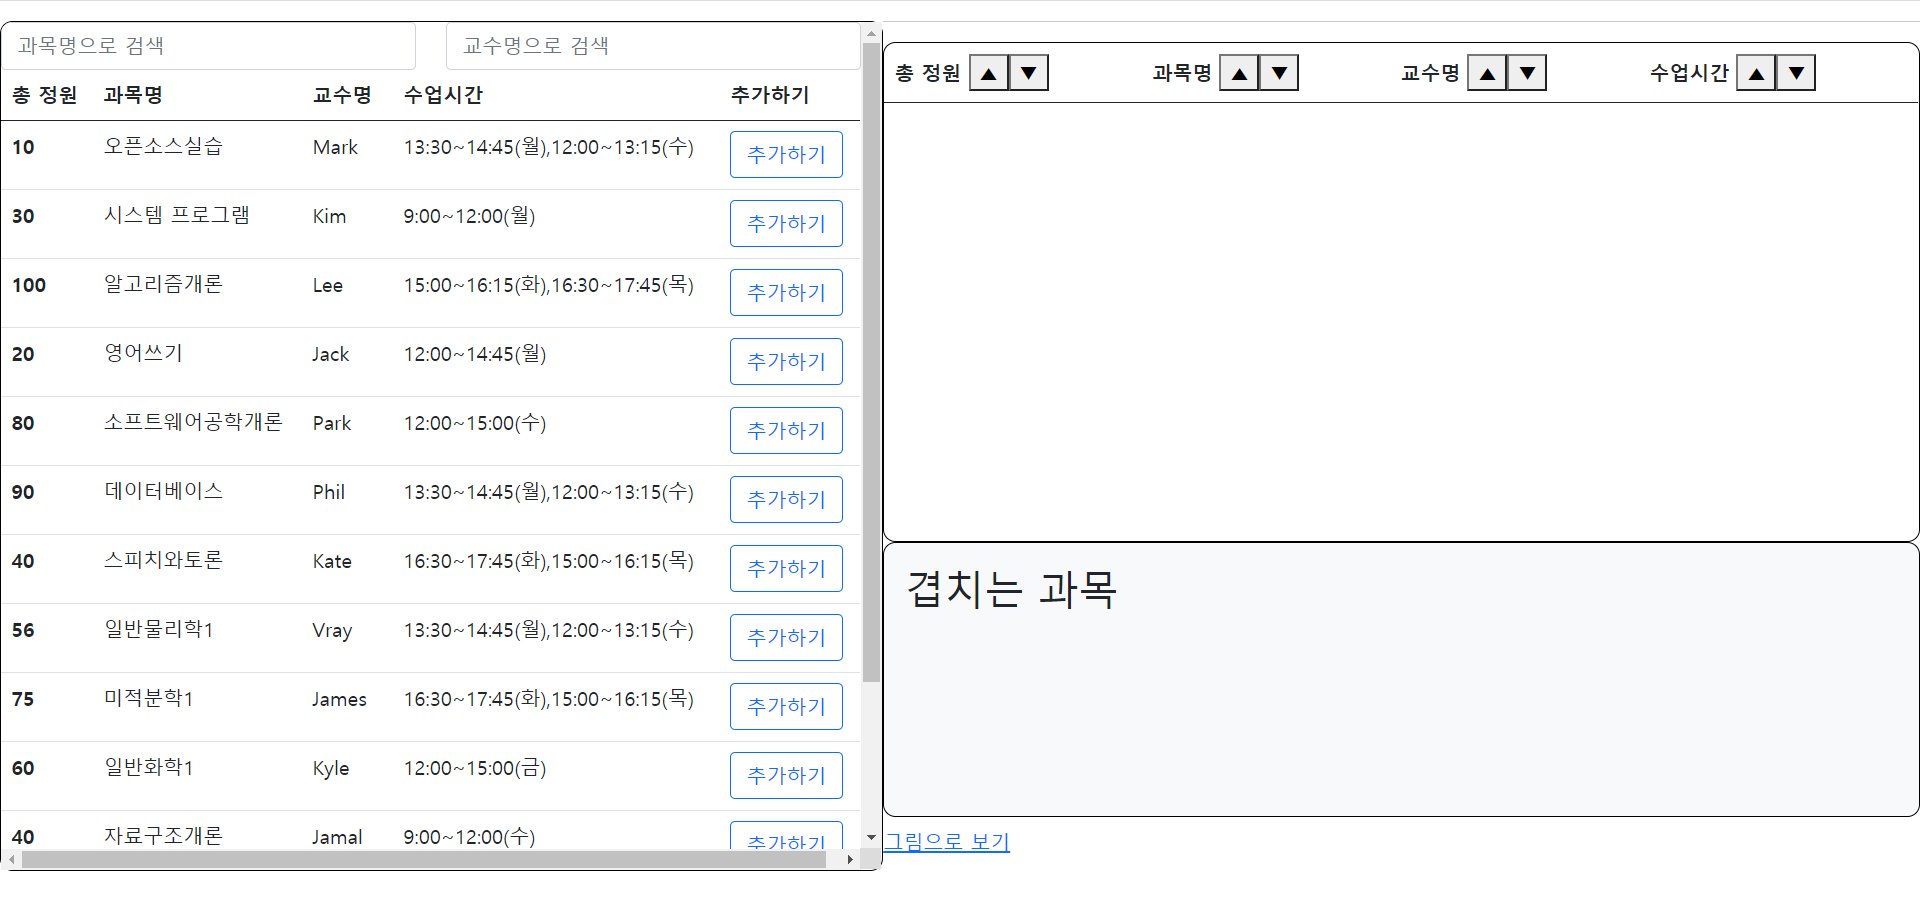 과목명으로 검색 교수명으로 검색
총 정원 과목명 교수명 수업시간 추가하기
10 오픈소스실습 Mark 13:30~14:45(월),12:00~13:15(수) 추가하기
30 시스템 프로그램 Kim 9:00~12:00(월) 추가하기
100 알고리즘개론 Lee 15:00~16:15(화),16:30~17:45(목) 추가하기
20 영어쓰기 Jack 12:00~14:45(월) 추가하기
80 소프트웨어공학개론 Park 12:00~15:00(수) 추가하기
90 데이터베이스 Phil 13:30~14:45(월),12:00~13:15(수) 추가하기
40 스피치와토론 Kate 16:30~17:45(화),15:00~16:15(목) 추가하기
56 일반물리학1 Vray 13:30~14:45(월),12:00~13:15(수) 추가하기
75 미적분학1 James 16:30~17:45(화),15:00~16:15(목) 추가하기
60 일반화학1 Kyle 12:00~15:00(금) 추가하기
40 자료구조개론 Jamal 9:00~12:00(수) 추가하기
총 정원 ▲ ▼ 과목명 ▲ ▼ 교수명 ▲ ▼ 수업시간 ▲ ▼
겹치는 과목
그림으로 보기